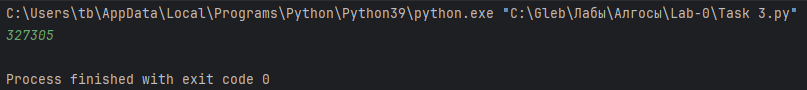 C:\Users\tb\AppData\Local\Programs\Python\Python39\python.exe "C:\Gleb\Лабы\Алгосы\Lab-0\Task 3.py"
327305
Process finished with exit code 0